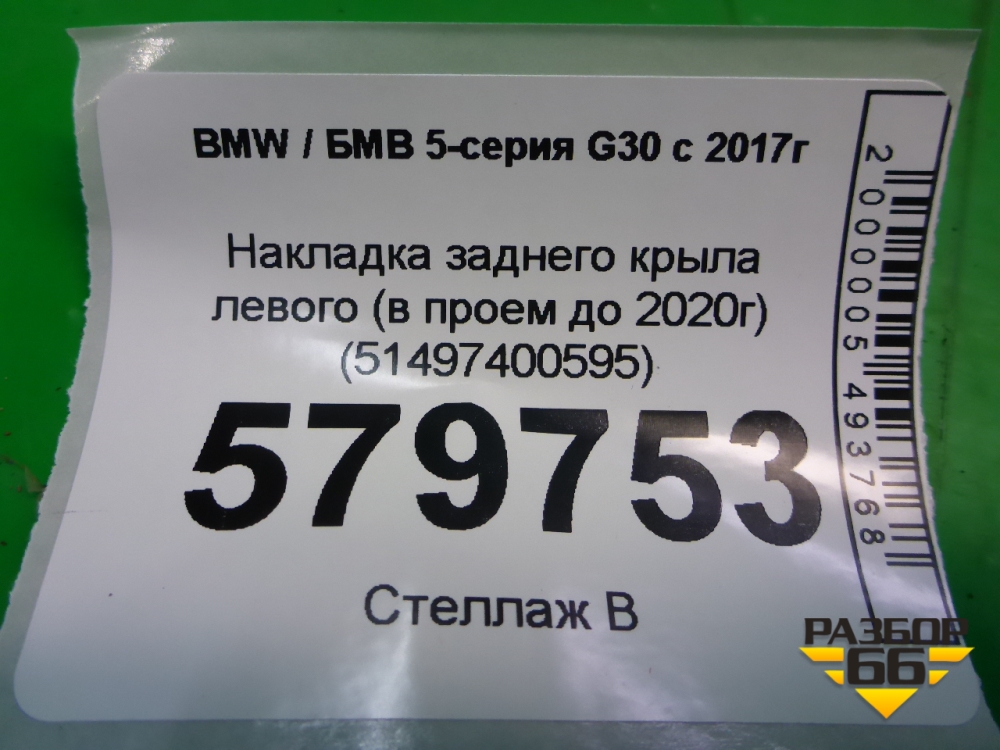 BMW / БМВ 5-серия G30 с 2017г
Накладка заднего крыла
левого (в проем до 2020г)
(51497400595)
579753
Стеллаж В
2000005493768
РАЗБОР
66